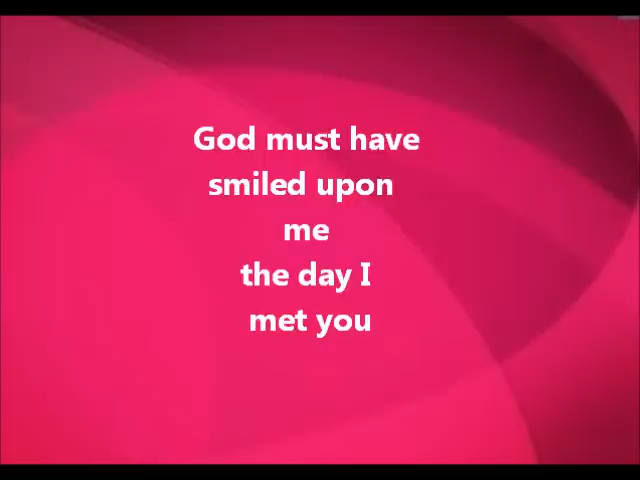 God must have
smiled upon
me
the day I
met you